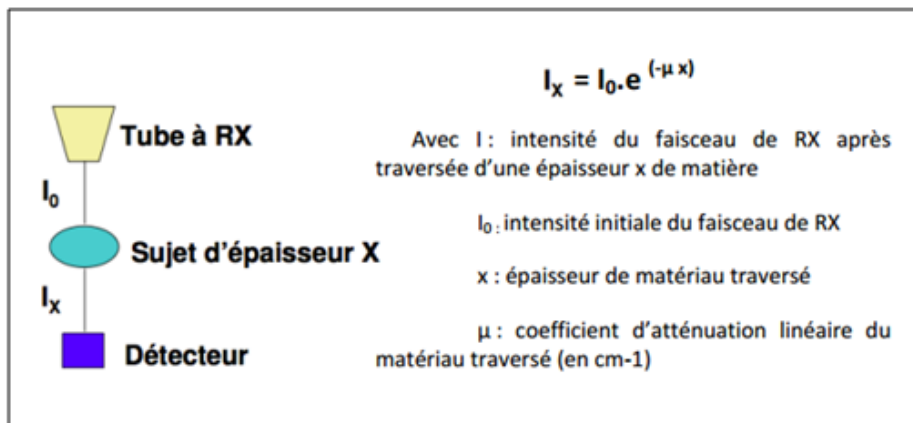 Iₓ = I₀.e ⁽⁻µ ˣ⁾
Tube à RX
Avec I : intensité du faisceau de RX après
traversée d'une épaisseur x de matière
I₀
I₀ : intensité initiale du faisceau de RX
Sujet d'épaisseur X
x : épaisseur de matériau traversé
Iₓ
µ : coefficient d'atténuation linéaire du
matériau traversé (en cm-1)
Détecteur